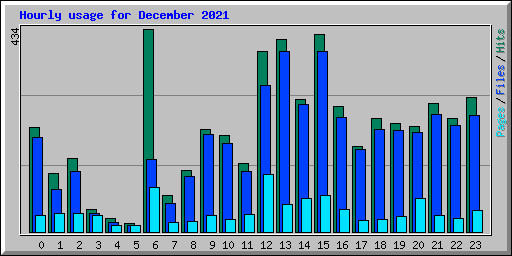 Hourly usage for December 2021
434
Pages / Files / Hits
0 1 2 3 4 5 6 7 8 9 10 11 12 13 14 15 16 17 18 19 20 21 22 23